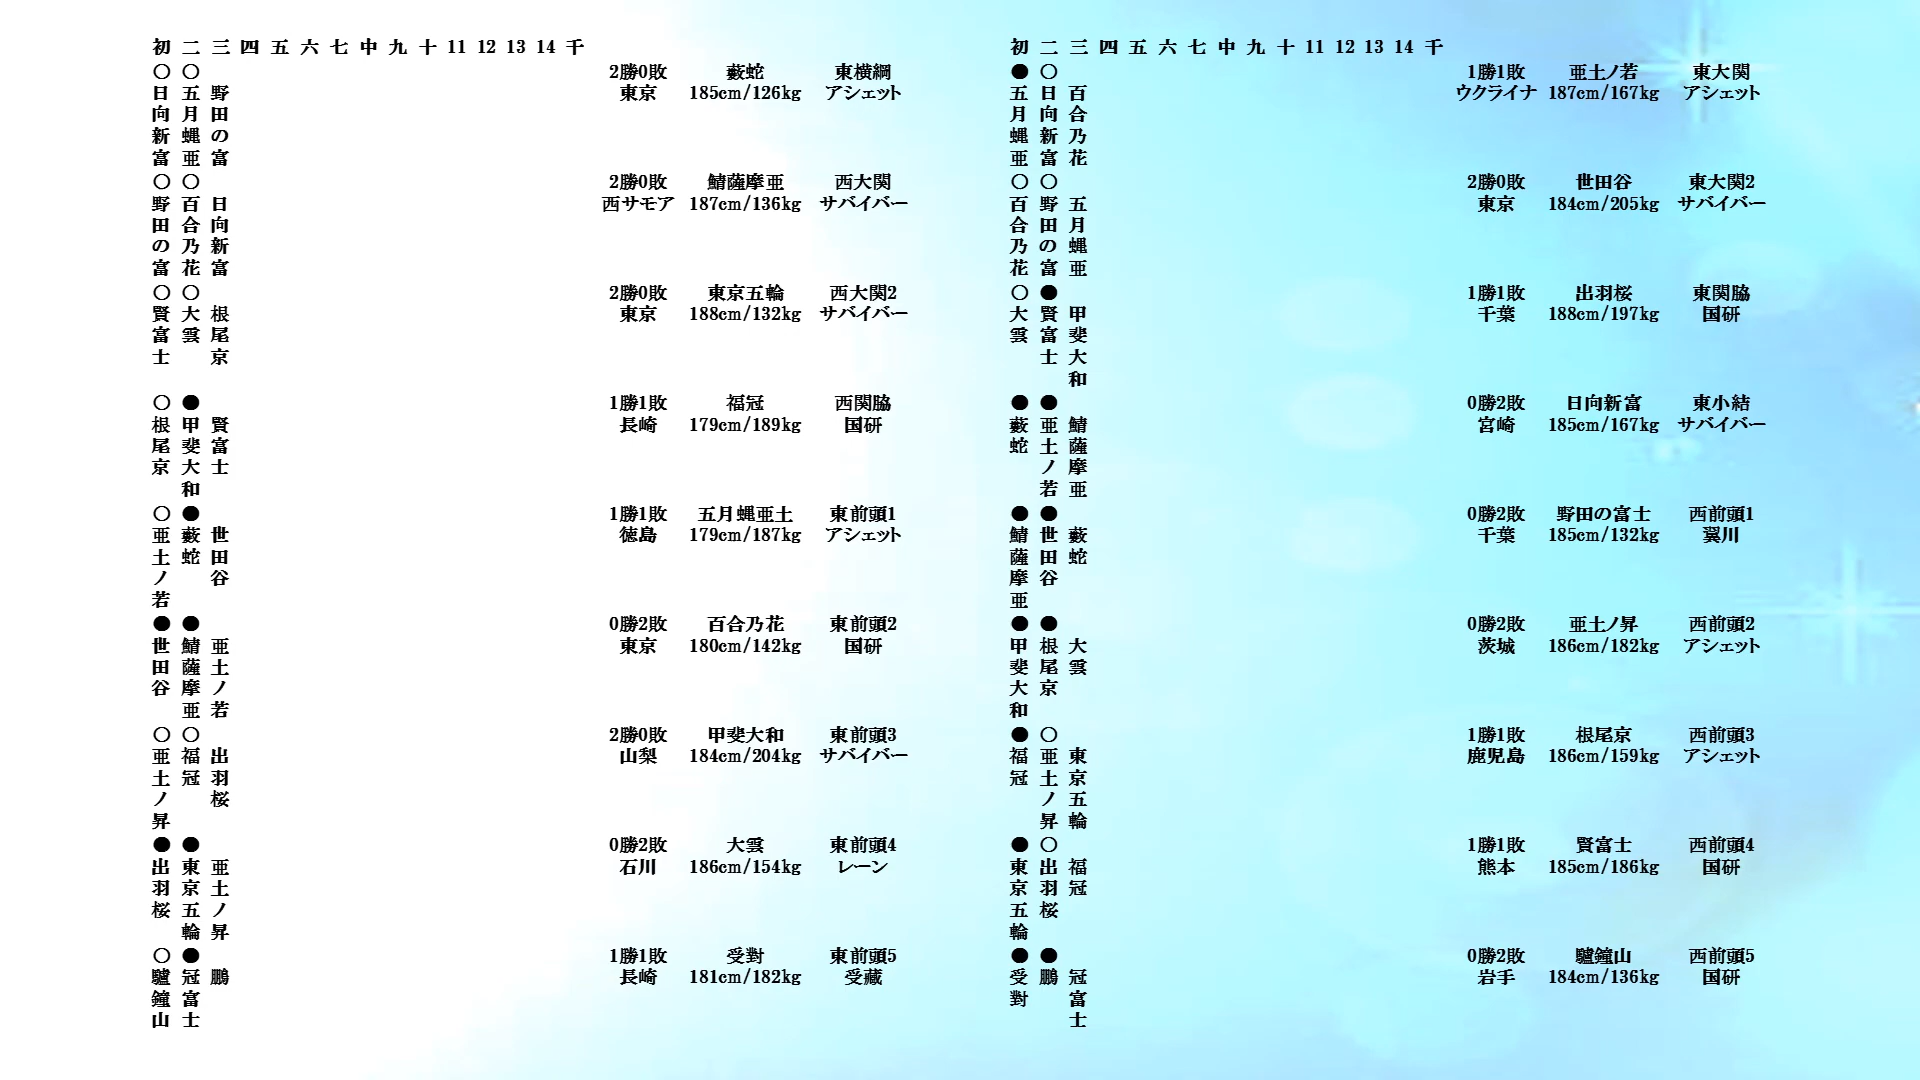 初 二 三 四 五 六 七 中 九 十 11 12 13 14 千
○日向新富 ○五月蝿亜 野田の富
2勝0敗 藪蛇 東横綱
東京 185cm/126kg アシェット
○野田の富 ○百合乃花 日向新富
2勝0敗 鯖薩摩亜 西大関
西サモア 187cm/136kg サバイバー
○賢富士 ○大雲 根尾京
2勝0敗 東京五輪 西大関2
東京 188cm/132kg サバイバー
○根尾京 ●甲斐大和 賢富士
1勝1敗 福冠 西関脇
長崎 179cm/189kg 国研
○亜土ノ若 ●藪蛇 世田谷
1勝1敗 五月蝿亜土 東前頭1
徳島 179cm/187kg アシェット
●世田谷 ●鯖薩摩亜 亜土ノ若
0勝2敗 百合乃花 東前頭2
東京 180cm/142kg 国研
○亜土ノ昇 ○福冠 出羽桜
2勝0敗 甲斐大和 東前頭3
山梨 184cm/204kg サバイバー
●出羽桜 ●東京五輪 亜土ノ昇
0勝2敗 大雲 東前頭4
石川 186cm/154kg レーン
○驢鐘山 ●冠富士 鵬
1勝1敗 受對 東前頭5
長崎 181cm/182kg 受蔵
初 二 三 四 五 六 七 中 九 十 11 12 13 14 千
●五月蝿亜 ○日向新富 百合乃花
1勝1敗 亜土ノ若 東大関
ウクライナ 187cm/167kg アシェット
○百合乃花 ○野田の富 五月蝿亜
2勝0敗 世田谷 東大関2
東京 184cm/205kg サバイバー
○大雲 ●賢富士 甲斐大和
1勝1敗 出羽桜 東関脇
千葉 188cm/197kg 国研
●藪蛇 ●亜土ノ若 鯖薩摩亜
0勝2敗 日向新富 東小結
宮崎 185cm/167kg サバイバー
●鯖薩摩亜 ●世田谷 藪蛇
0勝2敗 野田の富士 西前頭1
千葉 185cm/132kg 翼川
●甲斐大和 ●根尾京 大雲
0勝2敗 亜土ノ昇 西前頭2
茨城 186cm/182kg アシェット
●福冠 ○亜土ノ昇 東京五輪
1勝1敗 根尾京 西前頭3
鹿児島 186cm/159kg アシェット
●東京五輪 ○出羽桜 福冠
1勝1敗 賢富士 西前頭4
熊本 185cm/186kg 国研
●受對 ●鵬 冠富士
0勝2敗 驢鐘山 西前頭5
岩手 184cm/136kg 国研